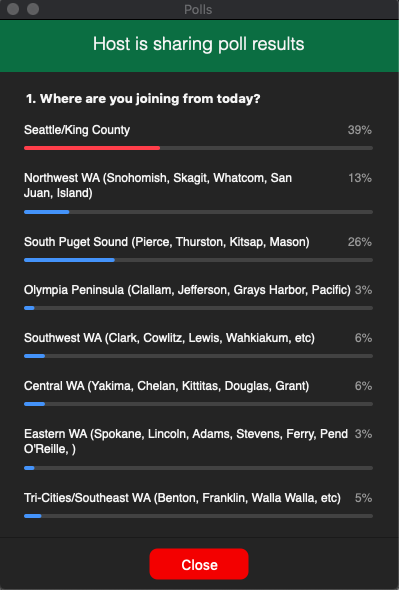 Polls
Host is sharing poll results
1. Where are you joining from today?
Seattle/King County 39%
Northwest WA (Snohomish, Skagit, Whatcom, San 13%
Juan, Island)
South Puget Sound (Pierce, Thurston, Kitsap, Mason) 26%
Olympia Peninsula (Clallam, Jefferson, Grays Harbor, Pacific) 3%
Southwest WA (Clark, Cowlitz, Lewis, Wahkiakum, etc) 6%
Central WA (Yakima, Chelan, Kittitas, Douglas, Grant) 6%
Eastern WA (Spokane, Lincoln, Adams, Stevens, Ferry, Pend 3%
O'Reille, )
Tri-Cities/Southeast WA (Benton, Franklin, Walla Walla, etc) 5%
Close